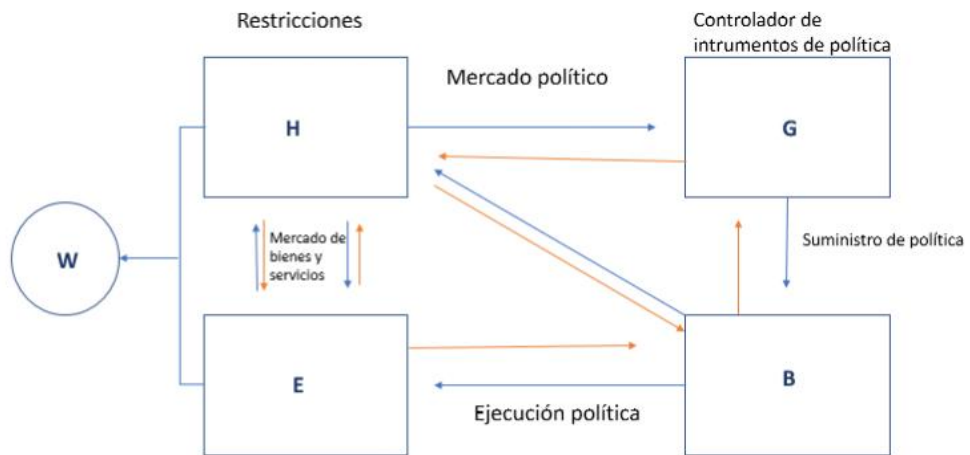 Restricciones
Controlador de
intrumentos de política
Mercado político
H
G
W
Mercado de
bienes y
servicios
Suministro de política
E
B
Ejecución política